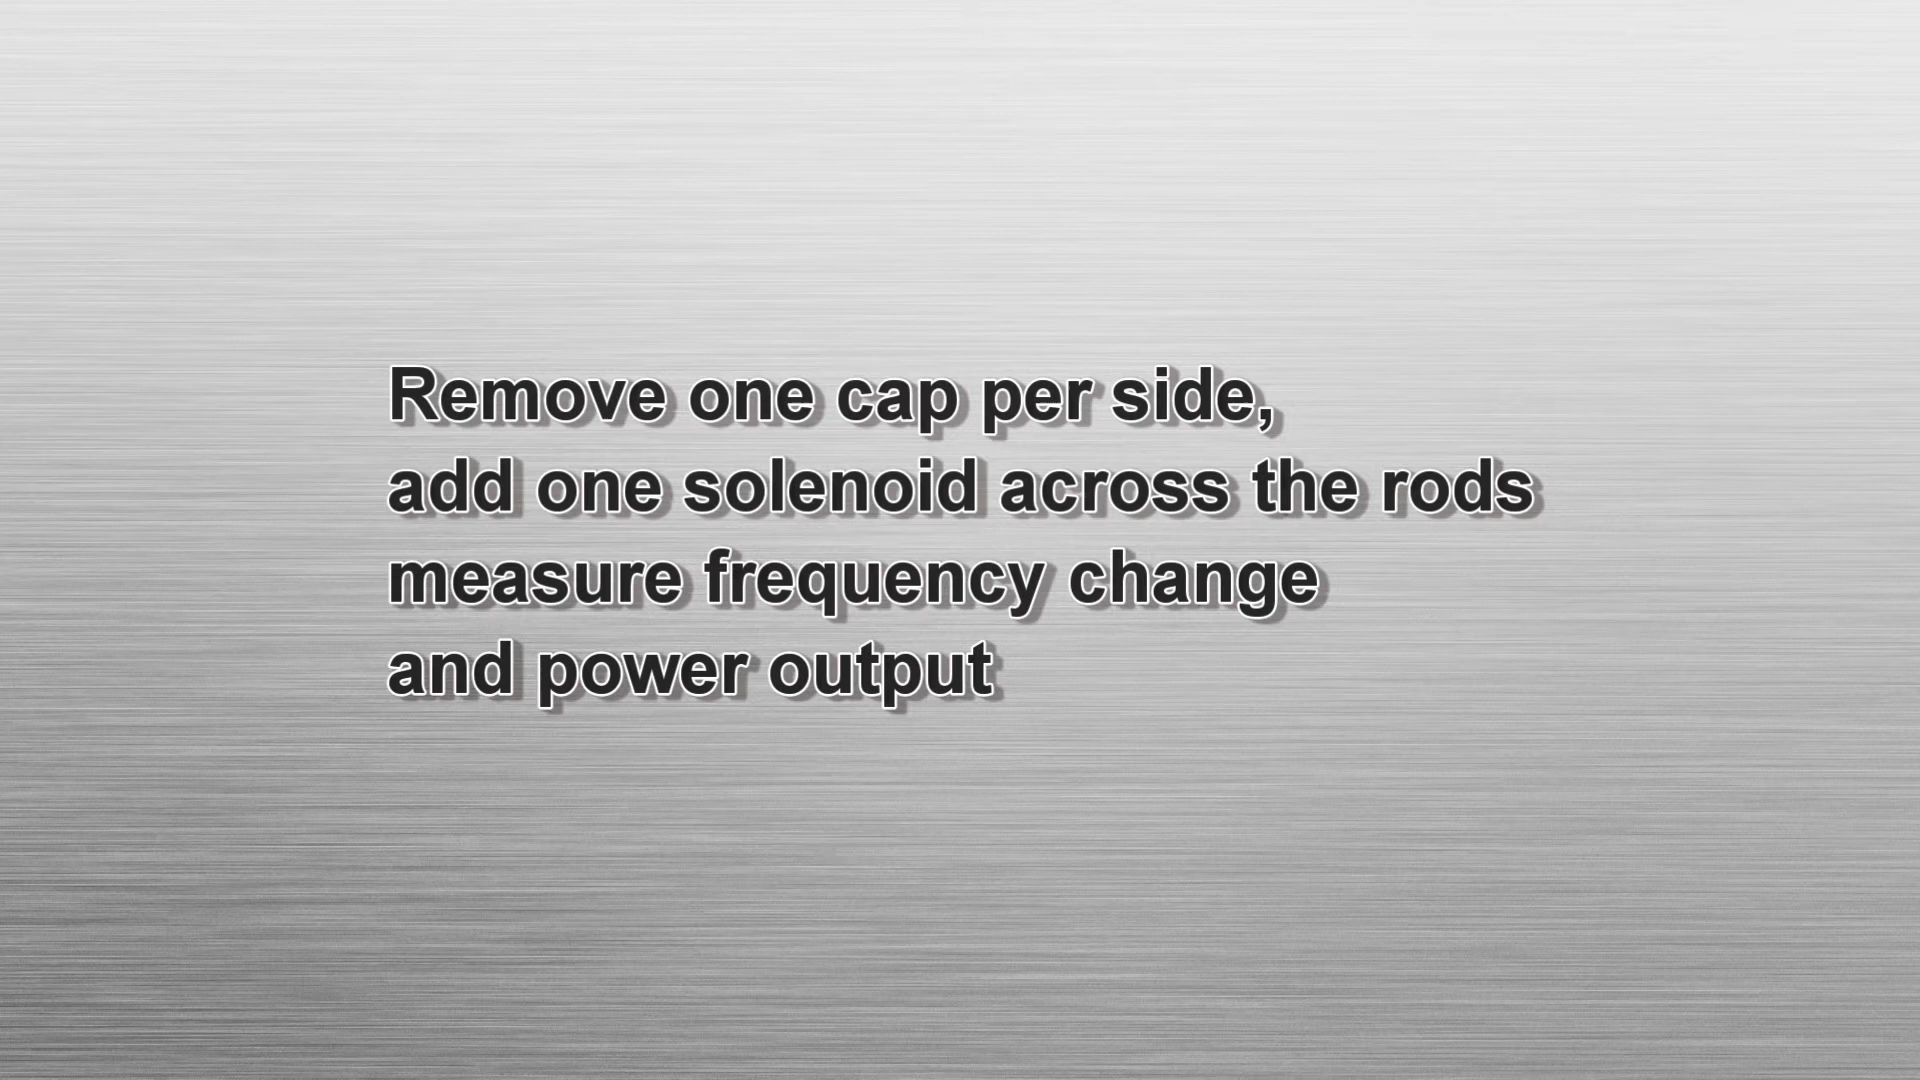 Remove one cap per side,
add one solenoid across the rods
measure frequency change
and power output